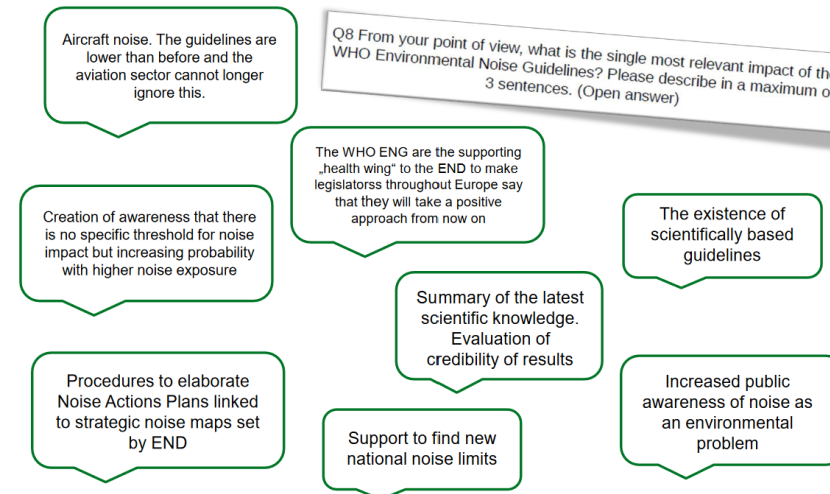 Aircraft noise. The guidelines are
lower than before and the
aviation sector cannot longer
ignore this.
Q8 From your point of view, what is the single most relevant impact of the
WHO Environmental Noise Guidelines? Please describe in a maximum o
3 sentences. (Open answer)
The WHO ENG are the supporting
„health wing“ to the END to make
legislatorss throughout Europe say
that they will take a positive
approach from now on
Creation of awareness that there
is no specific threshold for noise
impact but increasing probability
with higher noise exposure
The existence of
scientifically based
guidelines
Summary of the latest
scientific knowledge.
Evaluation of
credibility of results
Procedures to elaborate
Noise Actions Plans linked
to strategic noise maps set
by END
Support to find new
national noise limits
Increased public
awareness of noise as
an environmental
problem